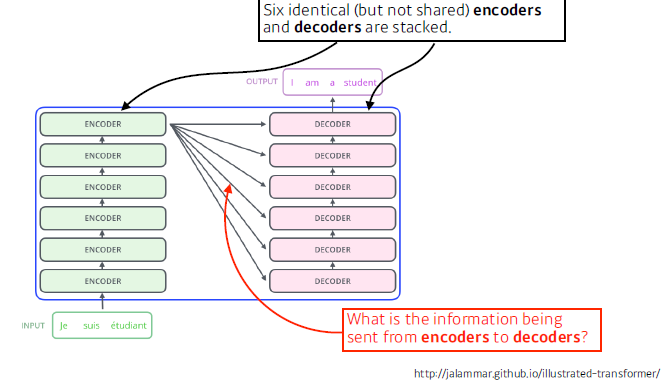 Six identical (but not shared) encoders
and decoders are stacked.
OUTPUT I am a student
ENCODER DECODER
ENCODER DECODER
ENCODER DECODER
ENCODER DECODER
ENCODER DECODER
ENCODER DECODER
INPUT Je suis étudiant
What is the information being
sent from encoders to decoders?
http://jalammar.github.io/illustrated-transformer/